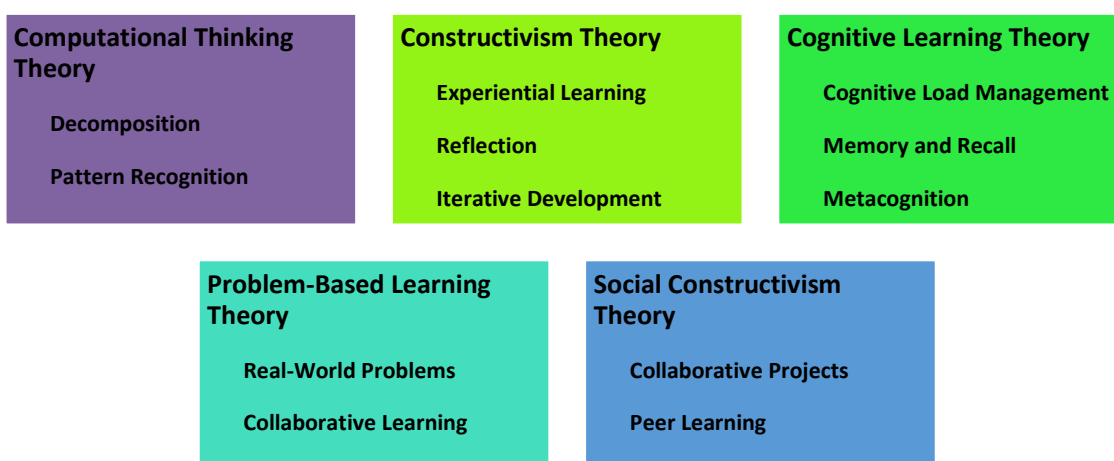 Computational Thinking
Theory
Decomposition
Pattern Recognition
Constructivism Theory
Experiential Learning
Reflection
Iterative Development
Cognitive Learning Theory
Cognitive Load Management
Memory and Recall
Metacognition
Problem-Based Learning
Theory
Real-World Problems
Collaborative Learning
Social Constructivism
Theory
Collaborative Projects
Peer Learning